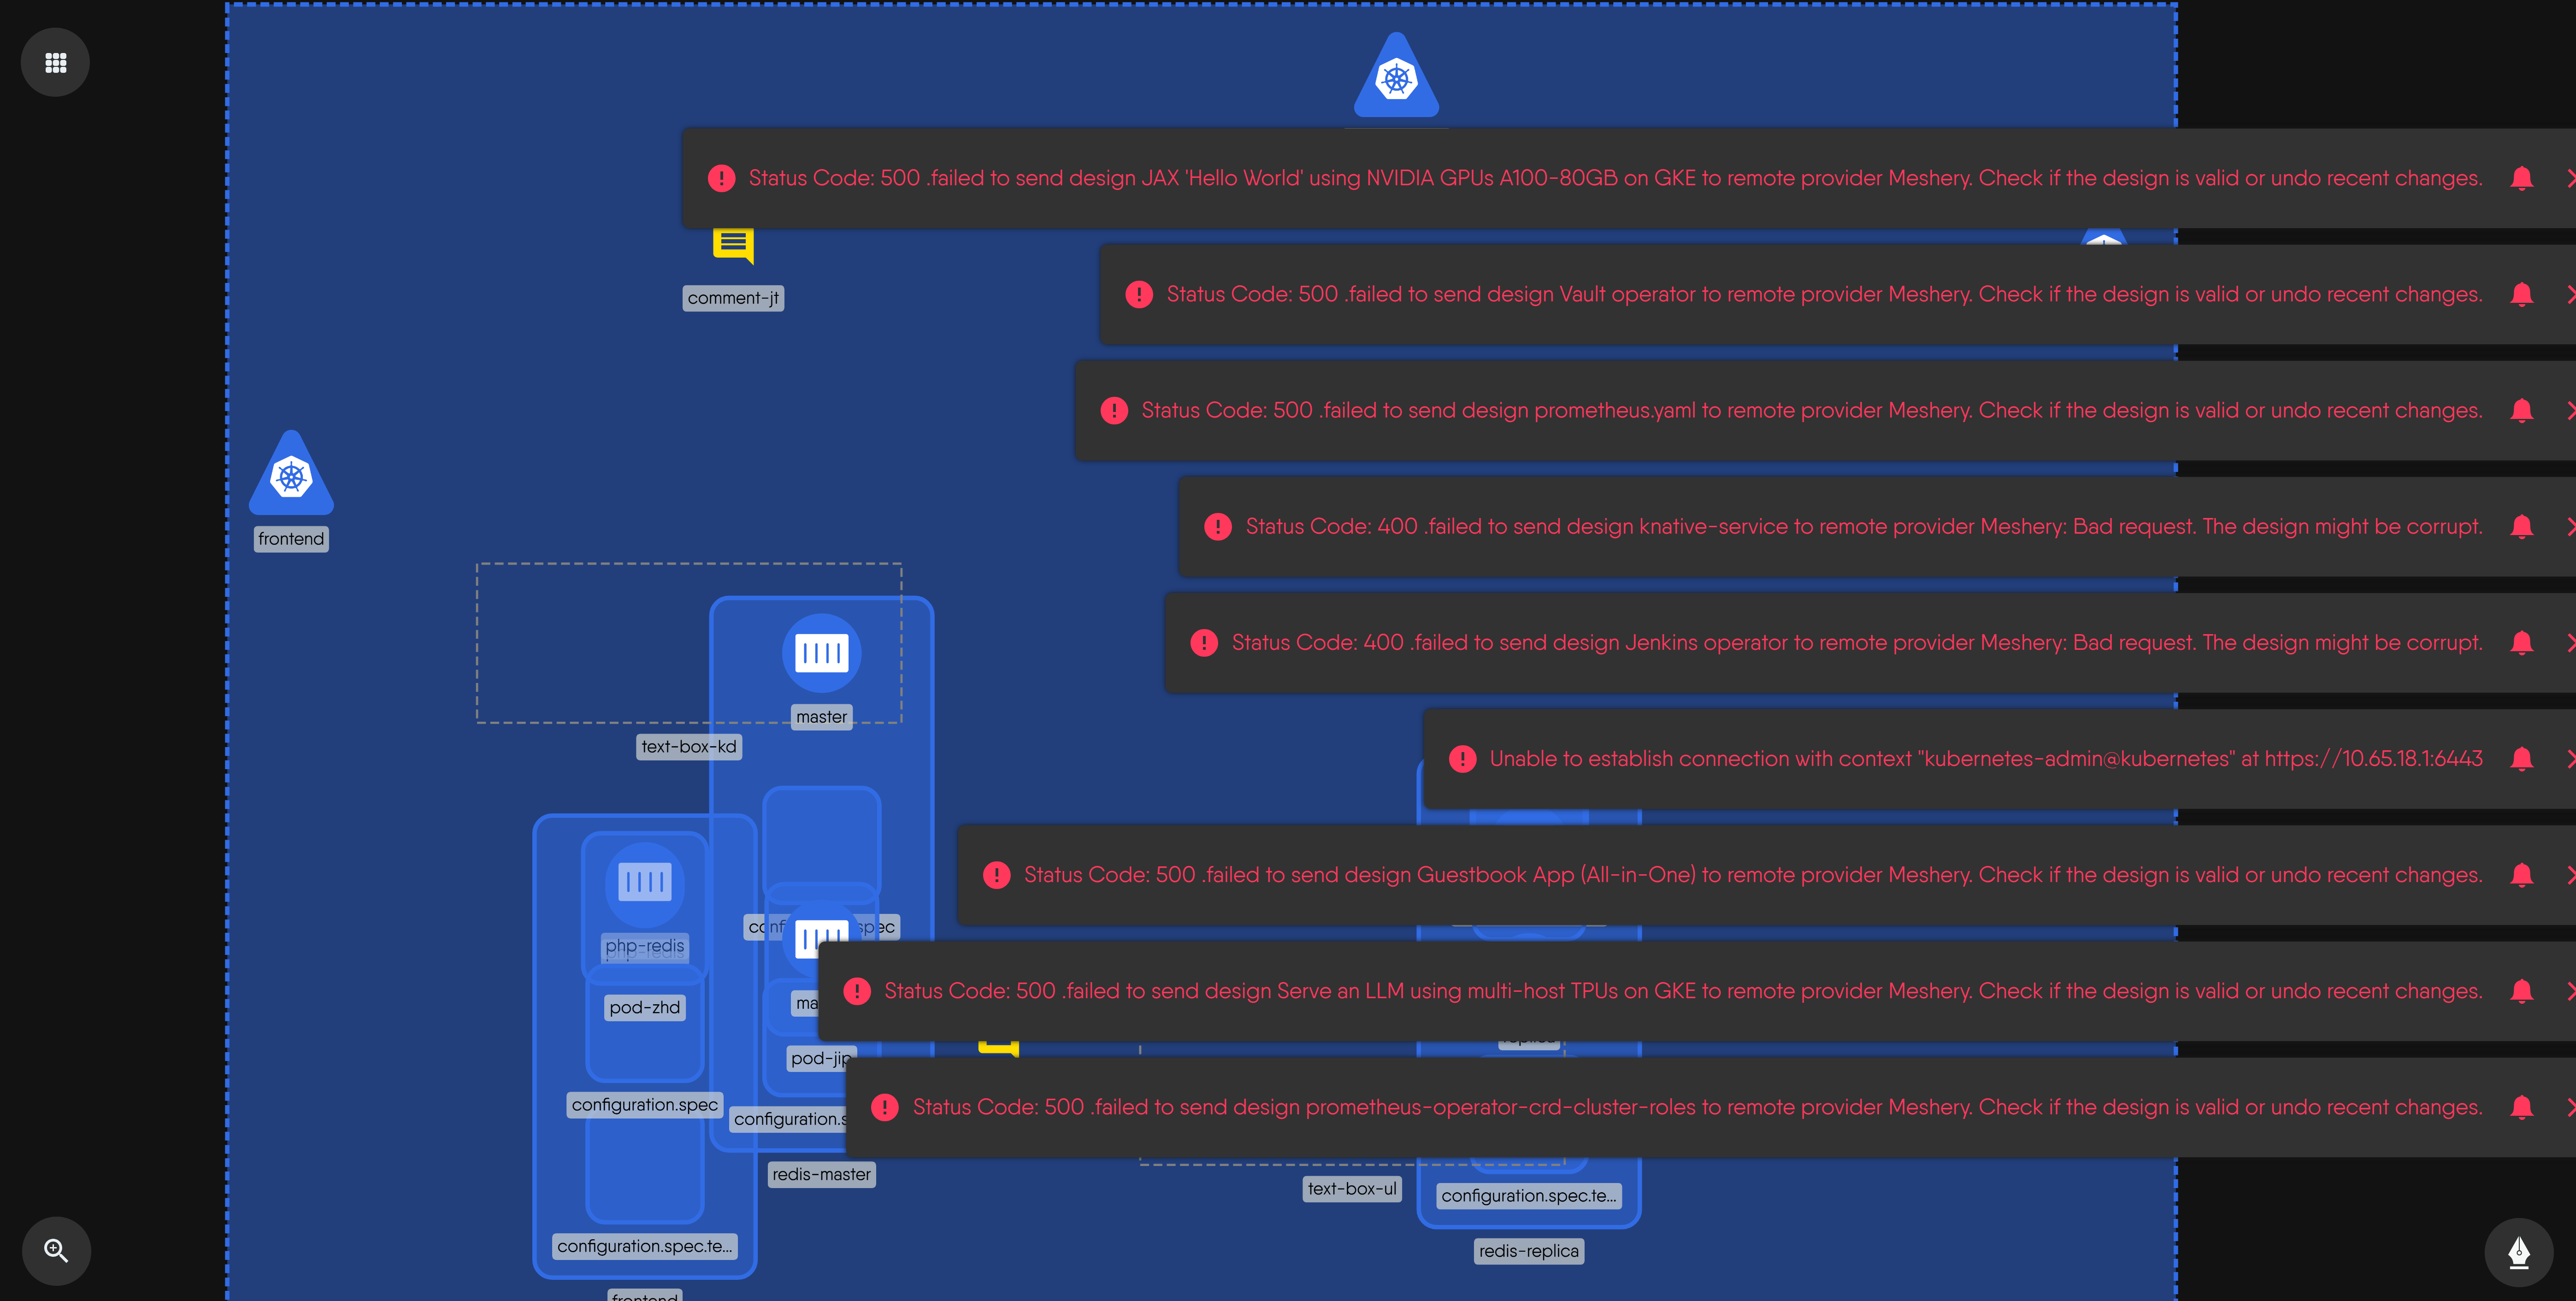 Status Code: 500 .failed to send design JAX 'Hello World' using NVIDIA GPUs A100-80GB on GKE to remote provider Meshery. Check if the design is valid or undo recent changes.
comment-jt
Status Code: 500 .failed to send design Vault operator to remote provider Meshery. Check if the design is valid or undo recent changes.
Status Code: 500 .failed to send design prometheus.yaml to remote provider Meshery. Check if the design is valid or undo recent changes.
frontend
Status Code: 400 .failed to send design knative-service to remote provider Meshery: Bad request. The design might be corrupt.
Status Code: 400 .failed to send design Jenkins operator to remote provider Meshery: Bad request. The design might be corrupt.
master
text-box-kd
Unable to establish connection with context "kubernetes-admin@kubernetes" at https://10.65.18.1:6443
Status Code: 500 .failed to send design Guestbook App (All-in-One) to remote provider Meshery. Check if the design is valid or undo recent changes.
php-redis
pod-zhd
Status Code: 500 .failed to send design Serve an LLM using multi-host TPUs on GKE to remote provider Meshery. Check if the design is valid or undo recent changes.
pod-jip
configuration.spec
Status Code: 500 .failed to send design prometheus-operator-crd-cluster-roles to remote provider Meshery. Check if the design is valid or undo recent changes.
redis-master
text-box-ul
configuration.spec.te...
configuration.spec.te...
redis-replica
frontend